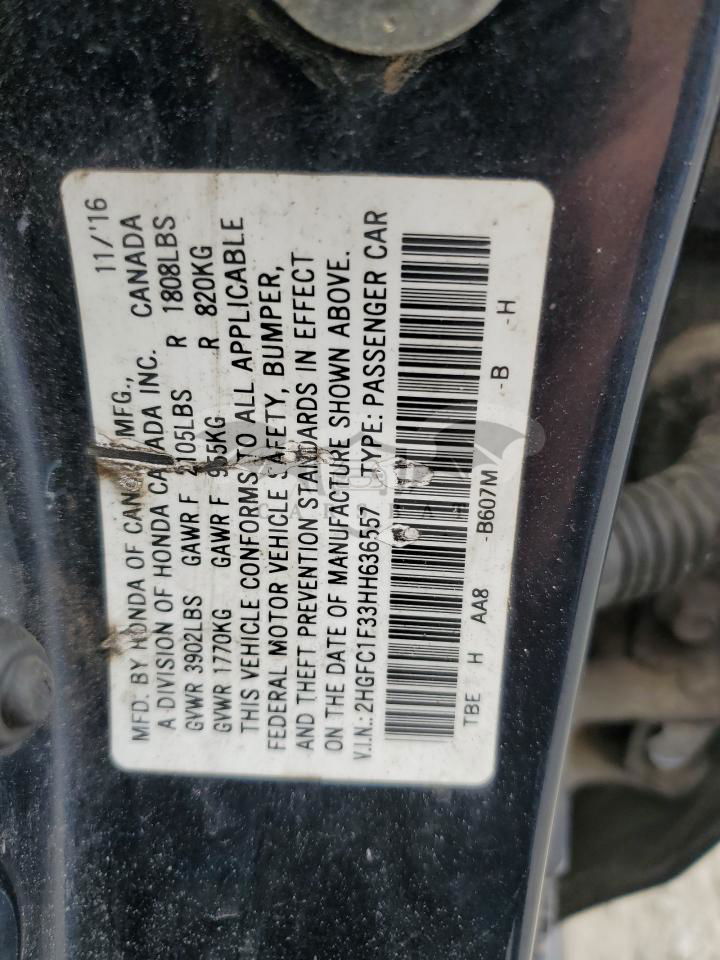 11/'16
MFD. BY HONDA OF CANADA MFG.,
A DIVISION OF HONDA CANADA INC. CANADA
GVWR 3902LBS GAWR F 2105LBS R 1808LBS
GVWR 1770KG GAWR F 955KG R 820KG
THIS VEHICLE CONFORMS TO ALL APPLICABLE
FEDERAL MOTOR VEHICLE SAFETY, BUMPER,
AND THEFT PREVENTION STANDARDS IN EFFECT
ON THE DATE OF MANUFACTURE SHOWN ABOVE.
V.I.N.: 2HGFC1F33HH636557 TYPE: PASSENGER CAR
TBE H AA8 -B607M -B -H